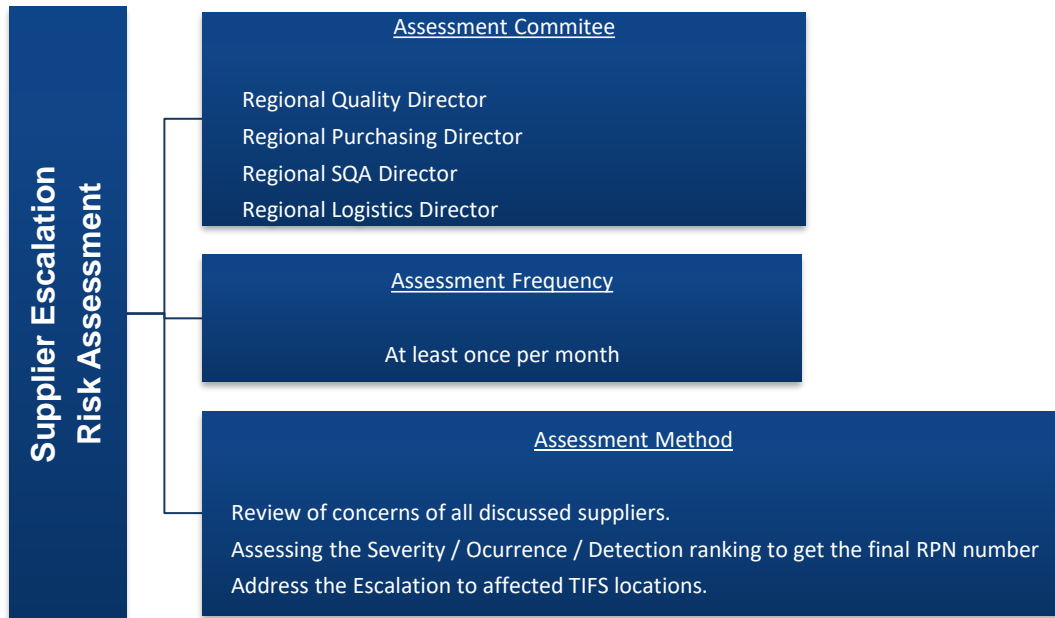 Supplier Escalation
Risk Assessment
Assessment Commitee
Regional Quality Director
Regional Purchasing Director
Regional SQA Director
Regional Logistics Director
Assessment Frequency
At least once per month
Assessment Method
Review of concerns of all discussed suppliers.
Assessing the Severity / Ocurrence / Detection ranking to get the final RPN number
Address the Escalation to affected TIFS locations.